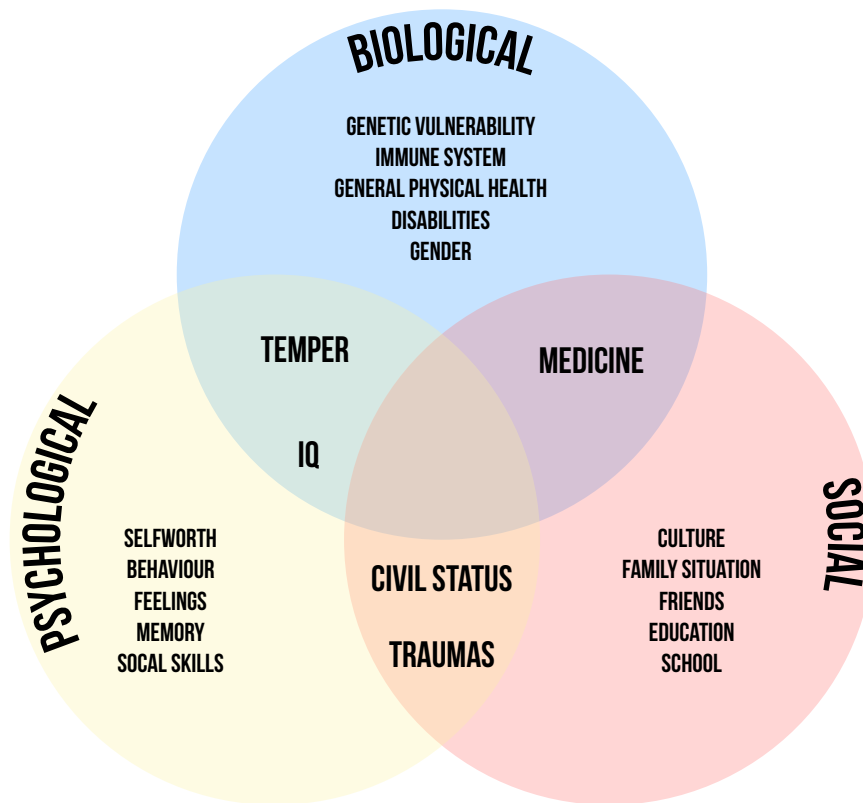 BIOLOGICAL
GENETIC VULNERABILITY
IMMUNE SYSTEM
GENERAL PHYSICAL HEALTH
DISABILITIES
GENDER
TEMPER
IQ
MEDICINE
PSYCHOLOGICAL
SELFWORTH
BEHAVIOUR
FEELINGS
MEMORY
SOCAL SKILLS
CIVIL STATUS
TRAUMAS
SOCIAL
CULTURE
FAMILY SITUATION
FRIENDS
EDUCATION
SCHOOL